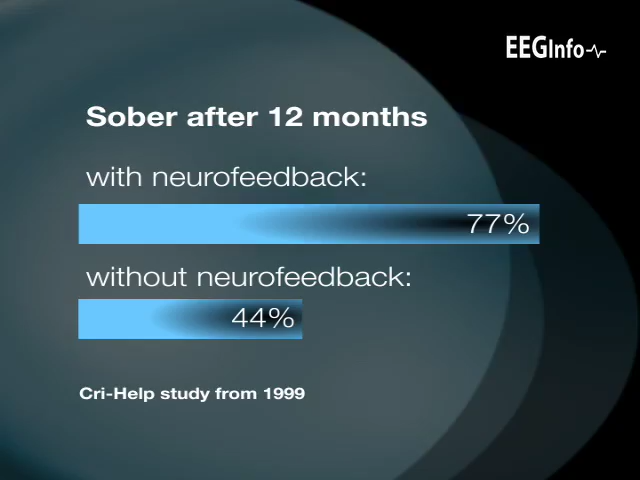 EEGInfo
Sober after 12 months
with neurofeedback:
77%
without neurofeedback:
44%
Cri-Help study from 1999